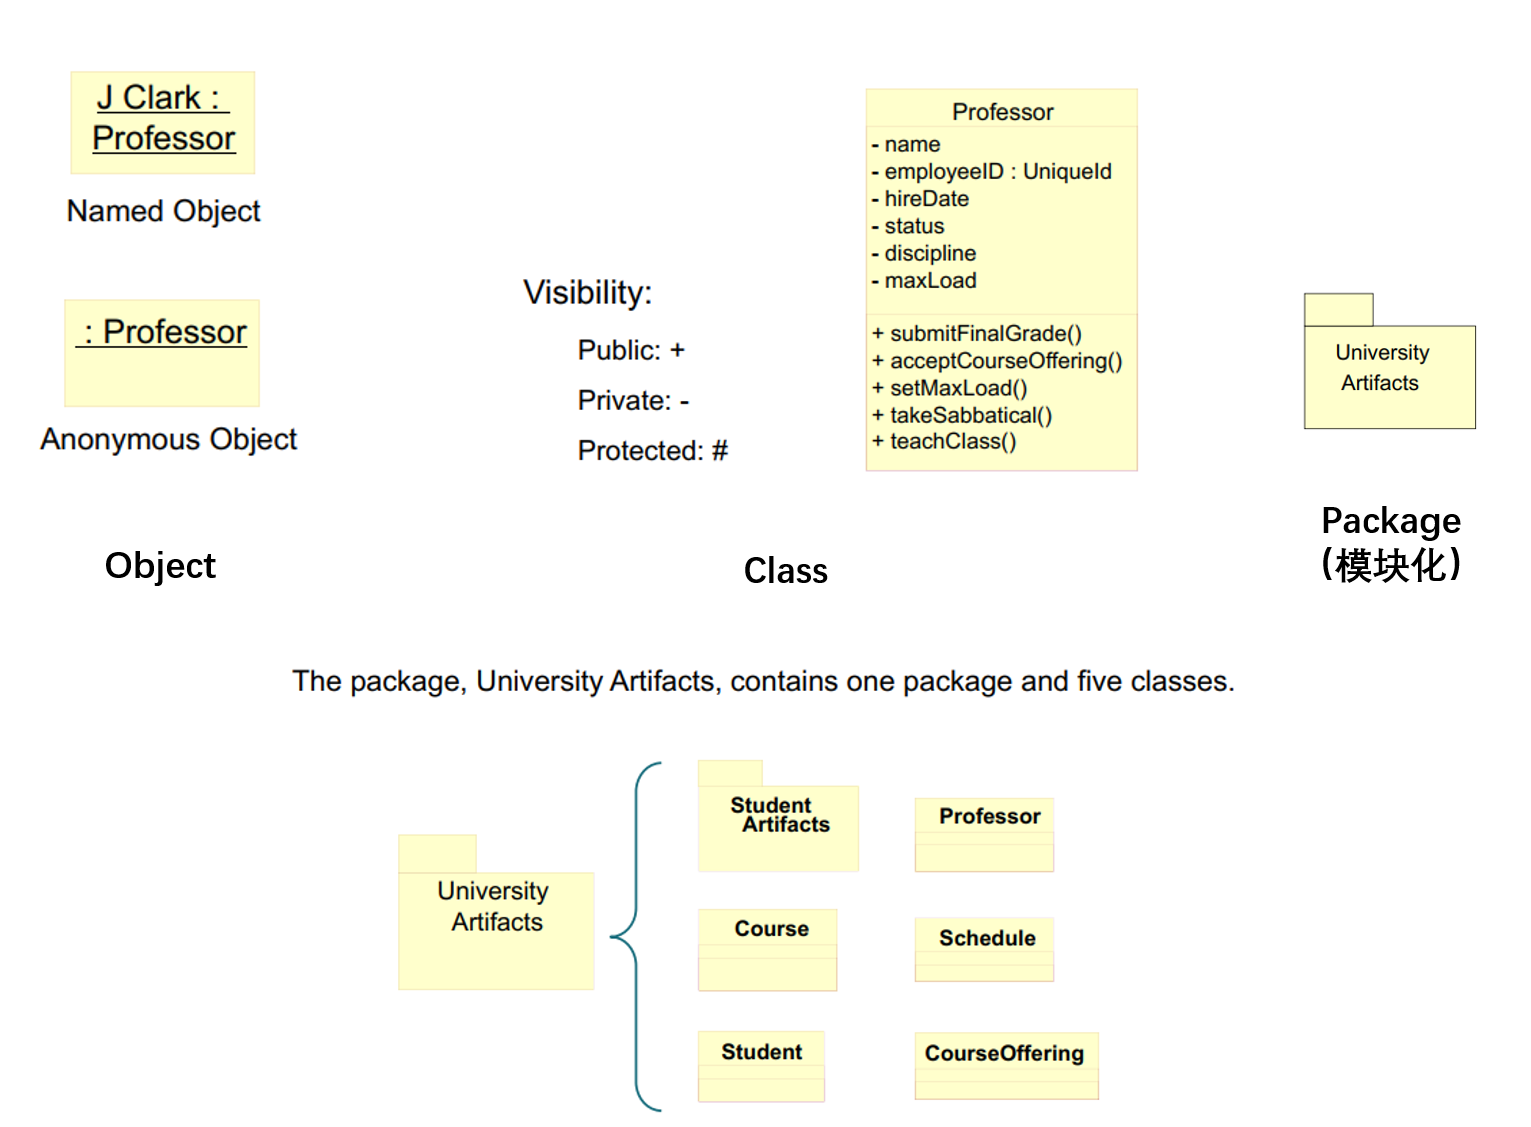 J Clark :
Professor
Named Object
: Professor
Anonymous Object
Object
Visibility:
Public: +
Private: -
Protected: #
Professor
- name
- employeeID : UniqueId
- hireDate
- status
- discipline
- maxLoad
+ submitFinalGrade()
+ acceptCourseOffering()
+ setMaxLoad()
+ takeSabbatical()
+ teachClass()
Class
University
Artifacts
Package
(模块化)
The package, University Artifacts, contains one package and five classes.
University
Artifacts
Student
Artifacts
Professor
Course
Schedule
Student
CourseOffering